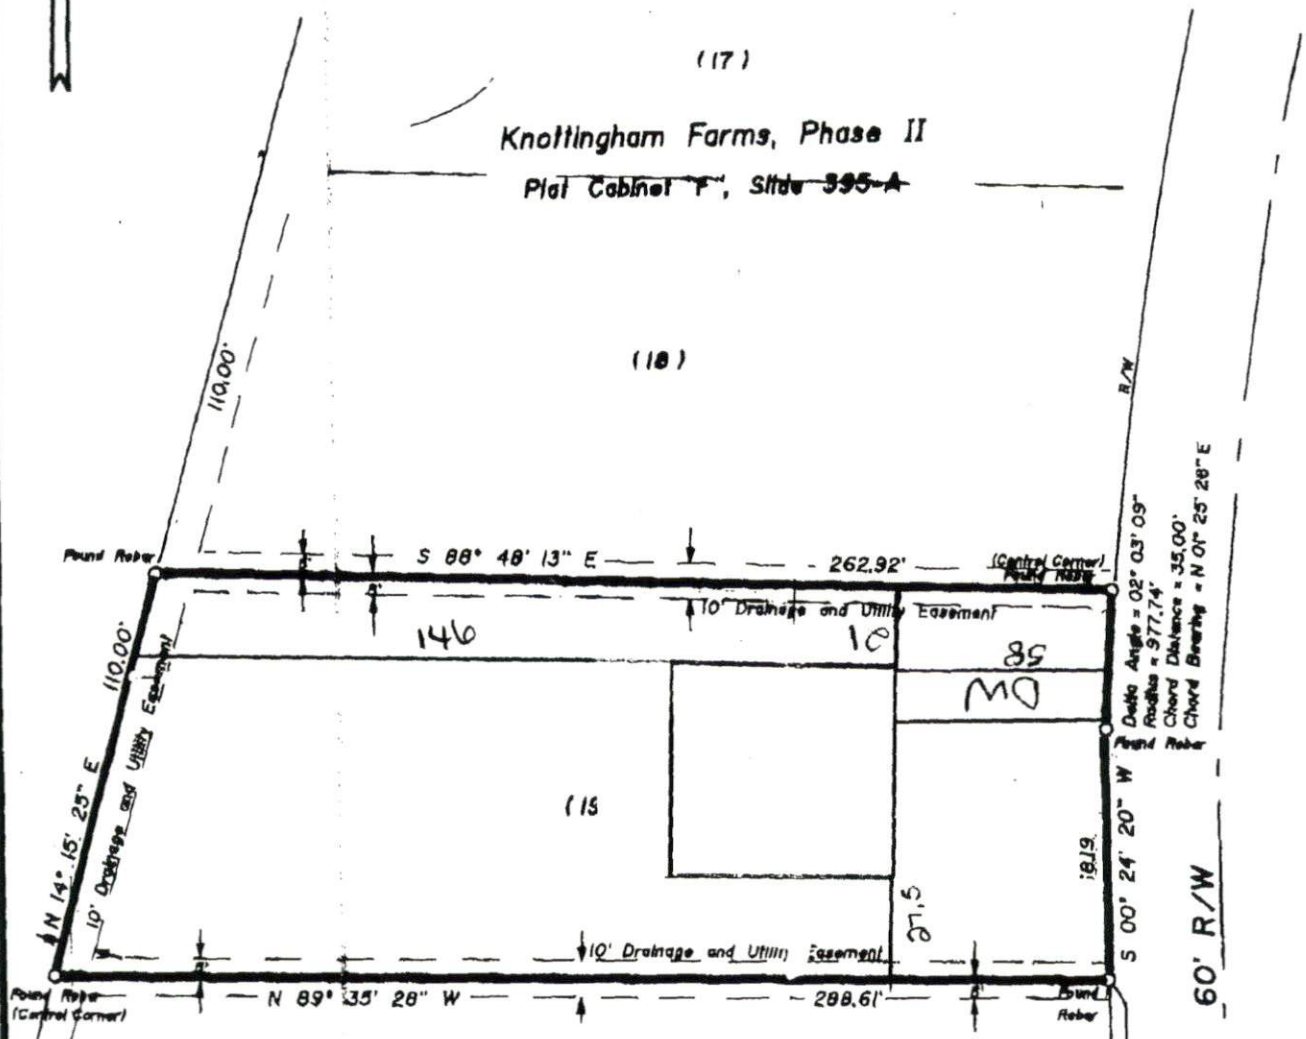 (17)
Knottingham Farms, Phase II
Plat Cabinet F, Slide 395-A
110.00'
(18)
R/W
Found Rebar
S 88° 48' 13" E
262.92'
(Control Corner)
Found Rebar
10' Drainage and Utility Easement
146
58
DW
Delta Angle = 02° 03' 09"
Radius = 977.74'
Chord Distance = 35.00'
Chord Bearing = N 01° 25' 28" E
Found Rebar
110.00'
N 14° 15' 25" E
10' Drainage and Utility Easement
(19
27.5
S 00° 24' 20" W
60' R/W
10' Drainage and Utility Easement
N 89° 35' 28" W
288.61'
Found Rebar
(Control Corner)
Found
Rebar